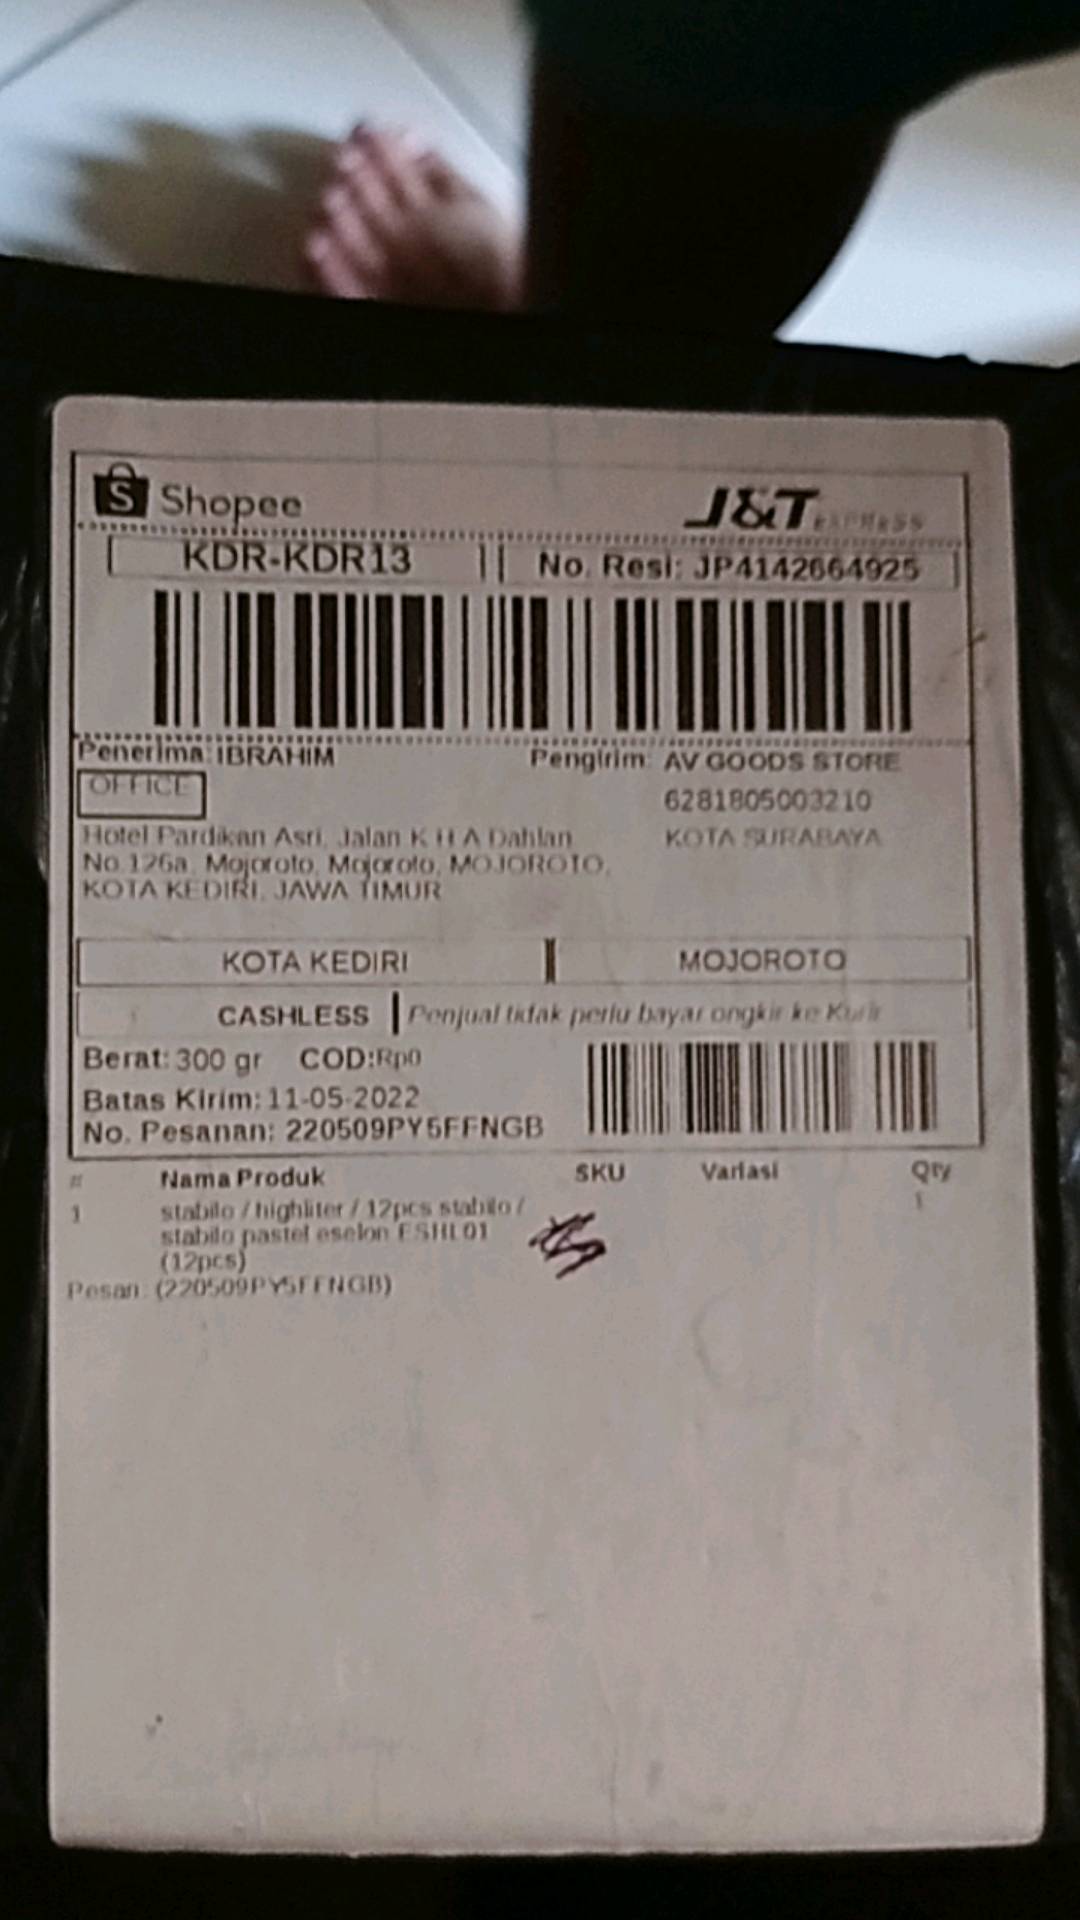 Shopee
J&T EXPRESS
KDR-KDR13
No. Resi: JP4142664925
Penerima: IBRAHIM
Pengirim: AV GOODS STORE
OFFICE
6281805003210
Hotel Pardikan Asri, Jalan K H A Dahlan
KOTA SURABAYA
No.126a, Mojoroto, Mojoroto, MOJOROTO,
KOTA KEDIRI, JAWA TIMUR
KOTA KEDIRI
MOJOROTO
CASHLESS
Penjual tidak perlu bayar ongkir ke Kurir
Berat: 300 gr COD:Rp0
Batas Kirim: 11-05-2022
No. Pesanan: 220509PY5FFNGB
# Nama Produk SKU Variasi Qty
1 stabilo / highliter / 12pcs stabilo / 1
stabilo pastel eselon ESHL01
(12pcs)
Pesan: (220509PY5FFNGB)